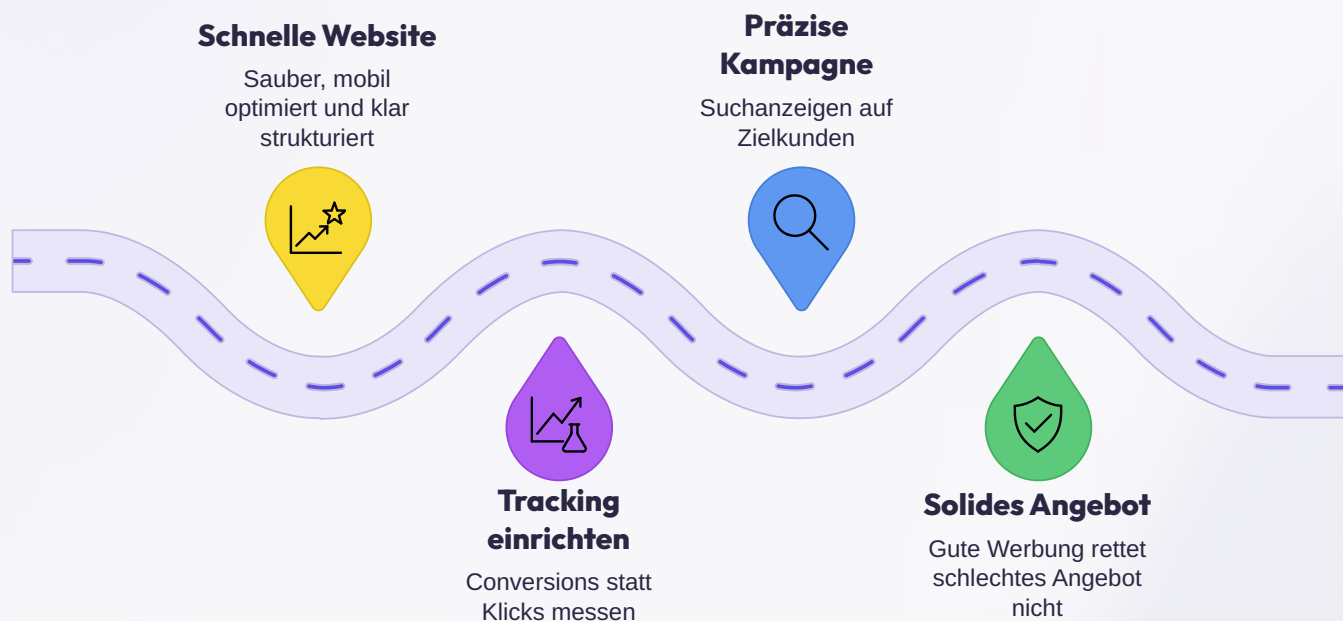 Schnelle Website
Sauber, mobil
optimiert und klar
strukturiert
Tracking
einrichten
Conversions statt
Klicks messen
Präzise
Kampagne
Suchanzeigen auf
Zielkunden
Solides Angebot
Gute Werbung rettet
schlechtes Angebot
nicht